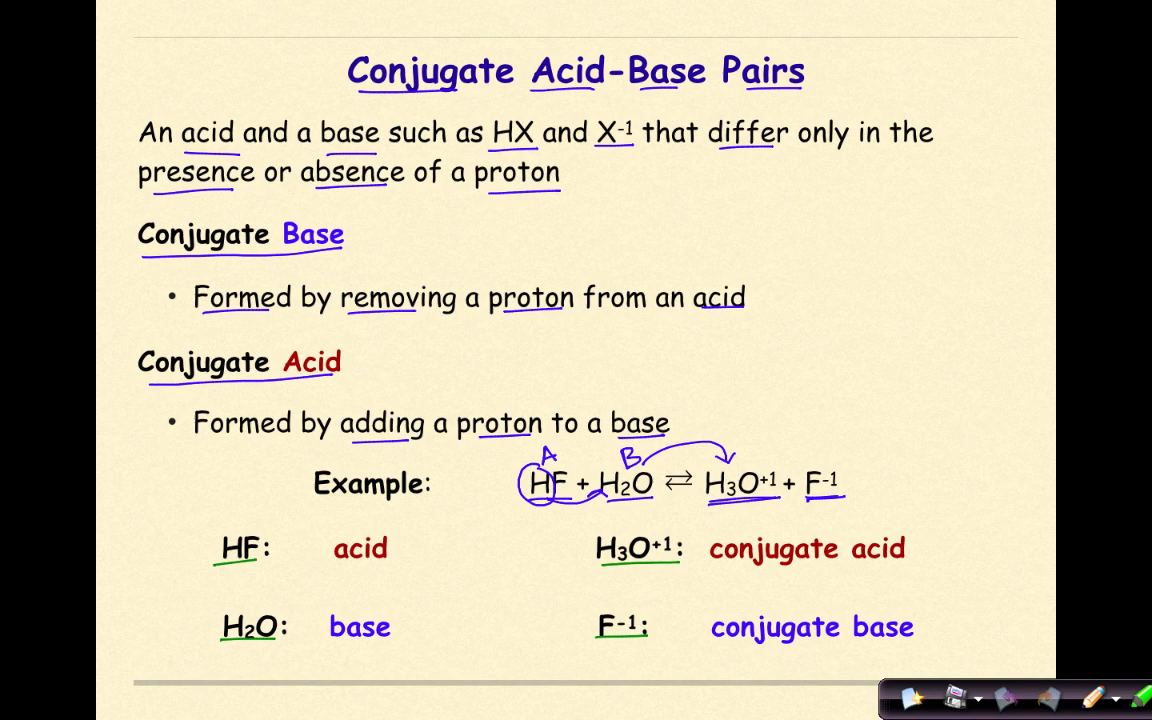 Conjugate Acid-Base Pairs
An acid and a base such as HX and X⁻¹ that differ only in the
presence or absence of a proton
Conjugate Base
• Formed by removing a proton from an acid
Conjugate Acid
• Formed by adding a proton to a base
A B
Example: HF + H₂O ⇄ H₃O⁺¹ + F⁻¹
HF: acid H₃O⁺¹: conjugate acid
H₂O: base F⁻¹: conjugate base